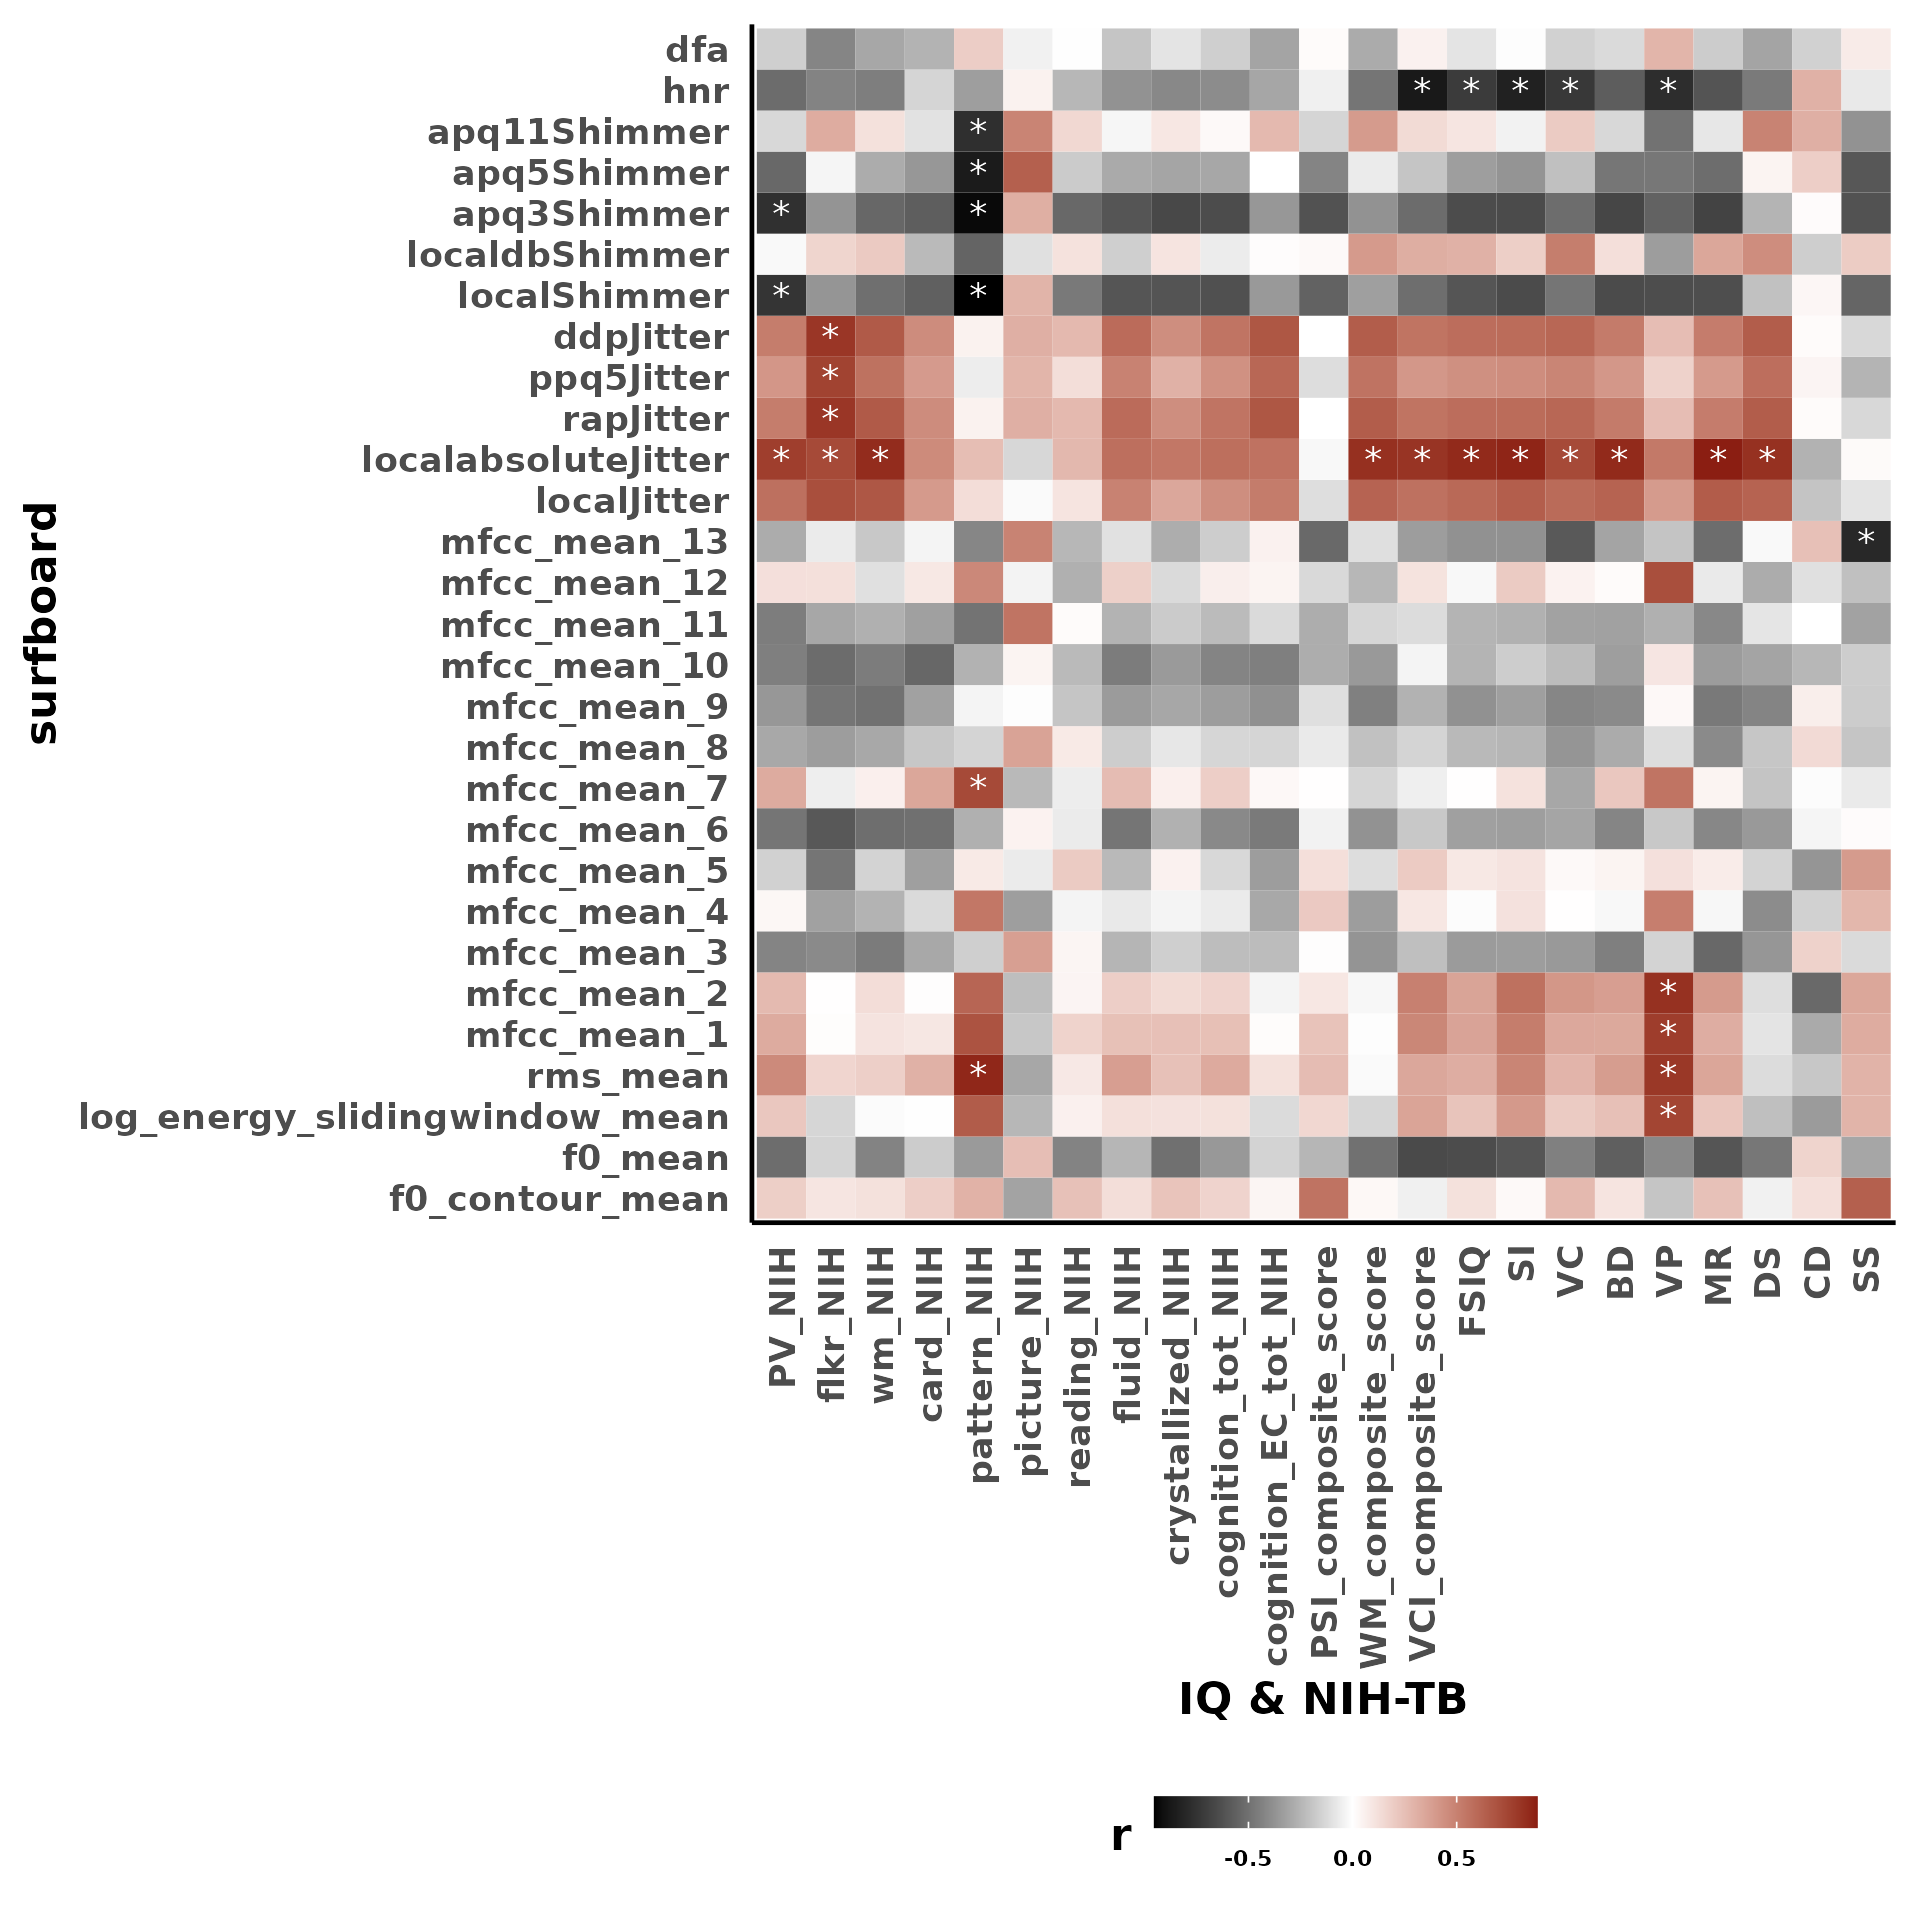 surfboard
dfa
hnr
apq11Shimmer
apq5Shimmer
apq3Shimmer
localdbShimmer
localShimmer
ddpJitter
ppq5Jitter
rapJitter
localabsoluteJitter
localJitter
mfcc_mean_13
mfcc_mean_12
mfcc_mean_11
mfcc_mean_10
mfcc_mean_9
mfcc_mean_8
mfcc_mean_7
mfcc_mean_6
mfcc_mean_5
mfcc_mean_4
mfcc_mean_3
mfcc_mean_2
mfcc_mean_1
rms_mean
log_energy_slidingwindow_mean
f0_mean
f0_contour_mean
* * * * *
*
*
* *
* *
*
*
*
* * * * * * * * * * *
*
*
*
*
* *
*
PV_NIH
flkr_NIH
wm_NIH
card_NIH
pattern_NIH
picture_NIH
reading_NIH
fluid_NIH
crystallized_NIH
cognition_tot_NIH
cognition_EC_tot_NIH
PSI_composite_score
WM_composite_score
VCI_composite_score
FSIQ
SI
VC
BD
VP
MR
DS
CD
SS
IQ & NIH-TB
r
-0.5 0.0 0.5